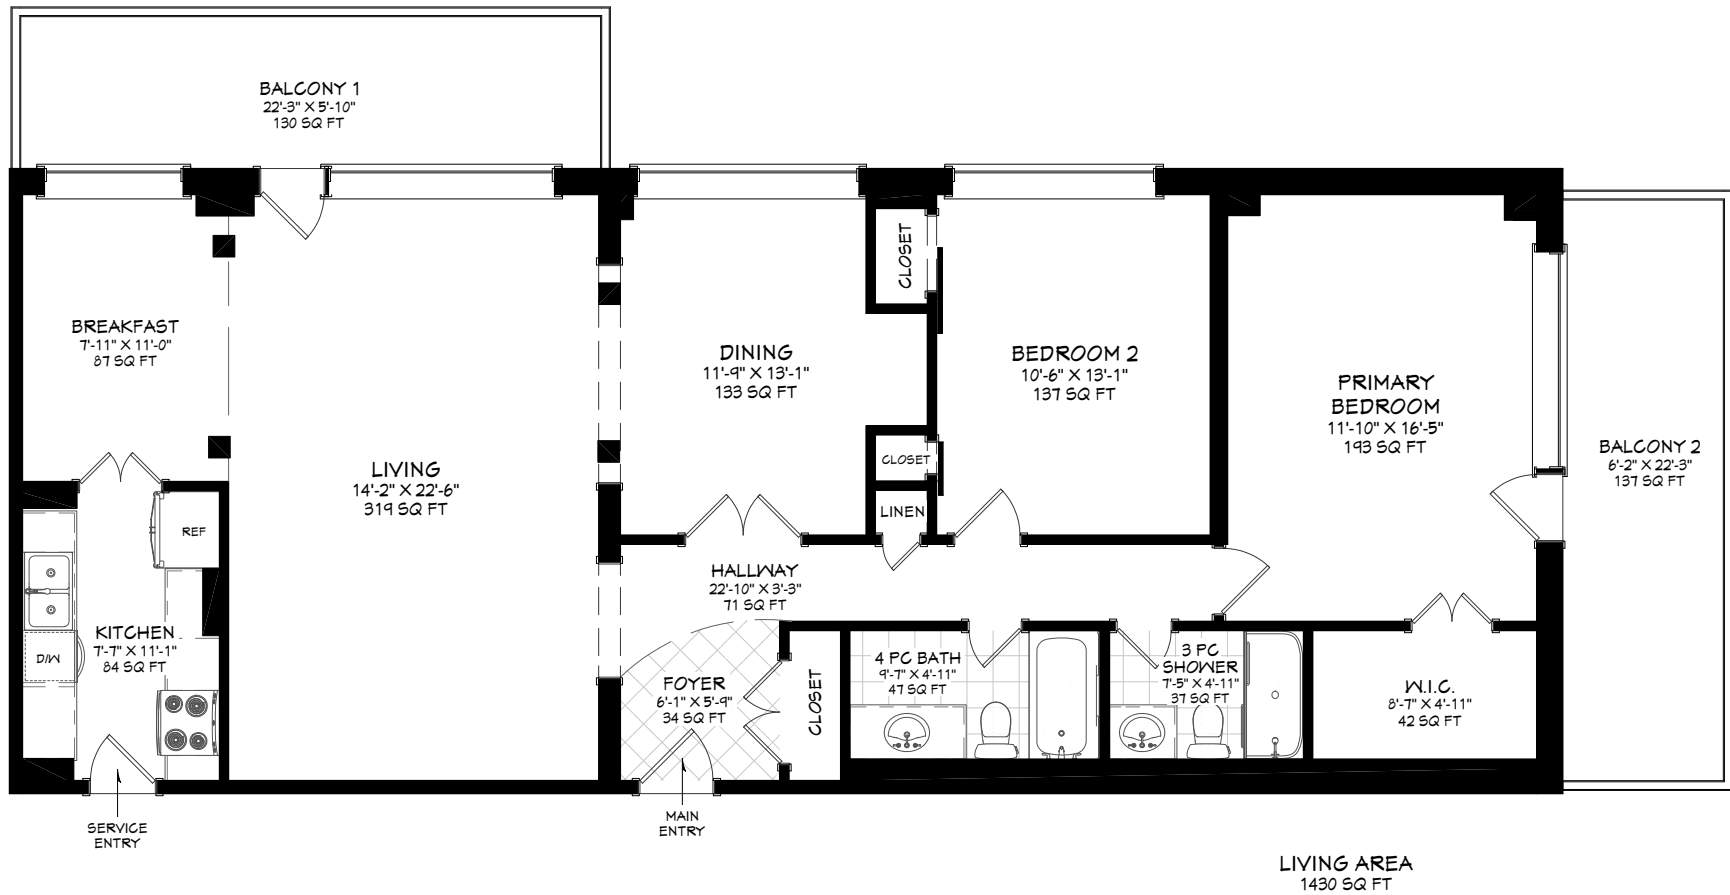 BALCONY 1
22'-3" X 5'-10"
130 SQ FT
BREAKFAST
7'-11" X 11'-0"
87 SQ FT
LIVING
14'-2" X 22'-6"
319 SQ FT
DINING
11'-9" X 13'-1"
133 SQ FT
CLOSET
CLOSET
LINEN
BEDROOM 2
10'-6" X 13'-1"
137 SQ FT
PRIMARY
BEDROOM
11'-10" X 16'-5"
193 SQ FT
BALCONY 2
6'-2" X 22'-3"
137 SQ FT
REF
KITCHEN
7'-7" X 11'-1"
84 SQ FT
D/W
HALLWAY
22'-10" X 3'-3"
71 SQ FT
FOYER
6'-1" X 5'-9"
34 SQ FT
CLOSET
4 PC BATH
9'-7" X 4'-11"
47 SQ FT
3 PC
SHOWER
7'-5" X 4'-11"
37 SQ FT
W.I.C.
8'-7" X 4'-11"
42 SQ FT
SERVICE
ENTRY
MAIN
ENTRY
LIVING AREA
1430 SQ FT